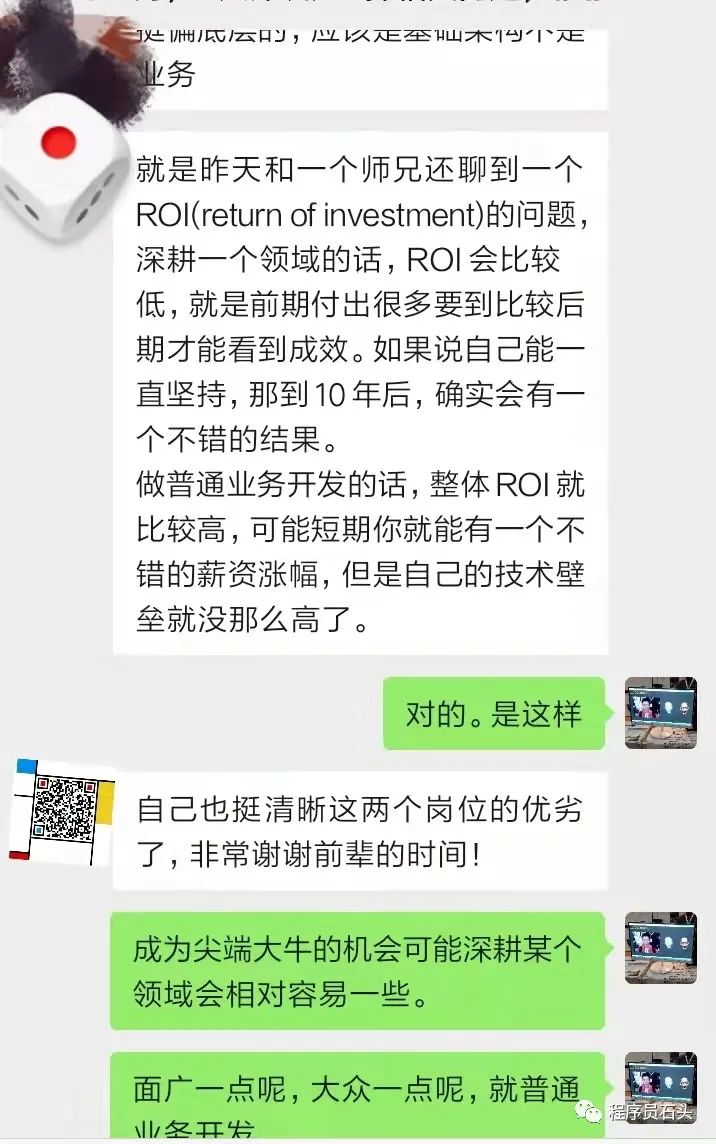 挺偏底层的，应该是基础架构不是
业务
就是昨天和一个师兄还聊到一个
ROI(return of investment)的问题，
深耕一个领域的话，ROI 会比较
低，就是前期付出很多要到比较后
期才能看到成效。如果说自己能一
直坚持，那到 10 年后，确实会有一
个不错的结果。
做普通业务开发的话，整体 ROI 就
比较高，可能短期你就能有一个不
错的薪资涨幅，但是自己的技术壁
垒就没那么高了。
对的。是这样
自己也挺清晰这两个岗位的优劣
了，非常谢谢前辈的时间！
成为尖端大牛的机会可能深耕某个
领域会相对容易一些。
面广一点呢，大众一点呢，就普通
业务开发
程序员石头